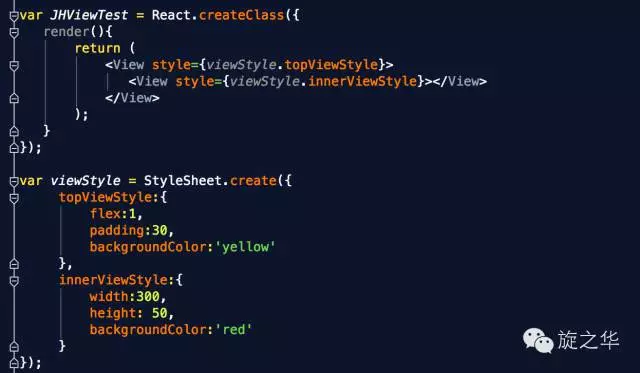 var JHViewTest = React.createClass({
    render(){
        return (
            <View style={viewStyle.topViewStyle}>
               <View style={viewStyle.innerViewStyle}></View>
            </View>
        );
    }
});

var viewStyle = StyleSheet.create({
     topViewStyle:{
         flex:1,
         padding:30,
         backgroundColor:'yellow'
     },
     innerViewStyle:{
         width:300,
         height: 50,
         backgroundColor:'red'
     }
});
旋之华